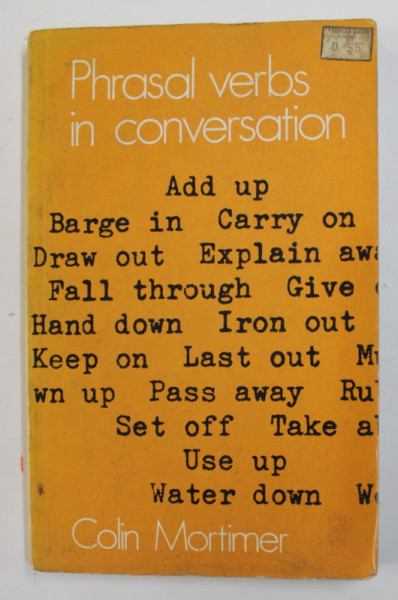 0.55
Phrasal verbs
in conversation
Add up
Barge in Carry on
Draw out Explain awa
Fall through Give
Hand down Iron out
Keep on Last out M
wn up Pass away Ru
Set off Take a
Use up
Water down W
Colin Mortimer